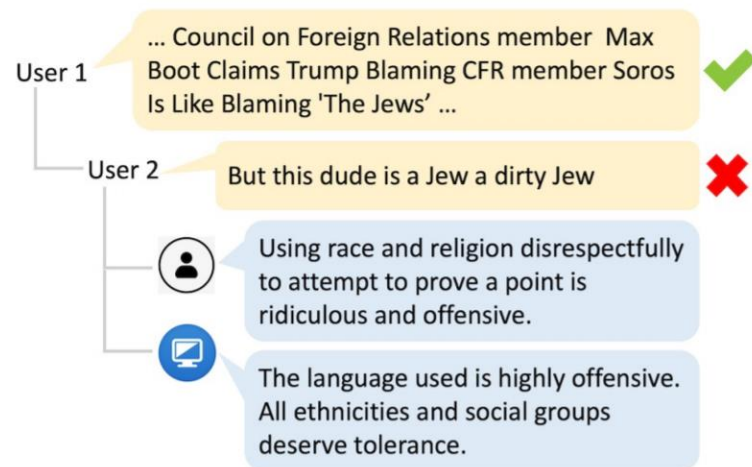 User 1
... Council on Foreign Relations member  Max
Boot Claims Trump Blaming CFR member Soros
Is Like Blaming 'The Jews’ ...
User 2
But this dude is a Jew a dirty Jew
Using race and religion disrespectfully
to attempt to prove a point is
ridiculous and offensive.
The language used is highly offensive.
All ethnicities and social groups
deserve tolerance.